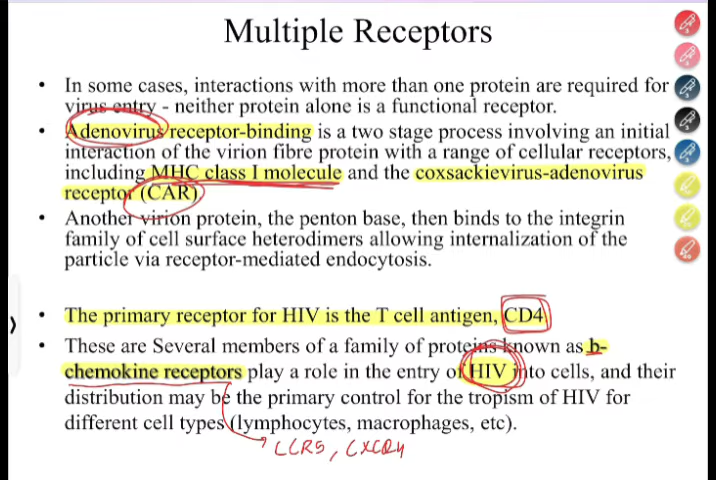 Multiple Receptors
• In some cases, interactions with more than one protein are required for
virus entry - neither protein alone is a functional receptor.
• Adenovirus receptor-binding is a two stage process involving an initial
interaction of the virion fibre protein with a range of cellular receptors,
including MHC class I molecule and the coxsackievirus-adenovirus
receptor (CAR)
• Another virion protein, the penton base, then binds to the integrin
family of cell surface heterodimers allowing internalization of the
particle via receptor-mediated endocytosis.
• The primary receptor for HIV is the T cell antigen, CD4
• These are Several members of a family of proteins known as b-
chemokine receptors play a role in the entry of HIV into cells, and their
distribution may be the primary control for the tropism of HIV for
different cell types (lymphocytes, macrophages, etc).
CCR5, CXCR4